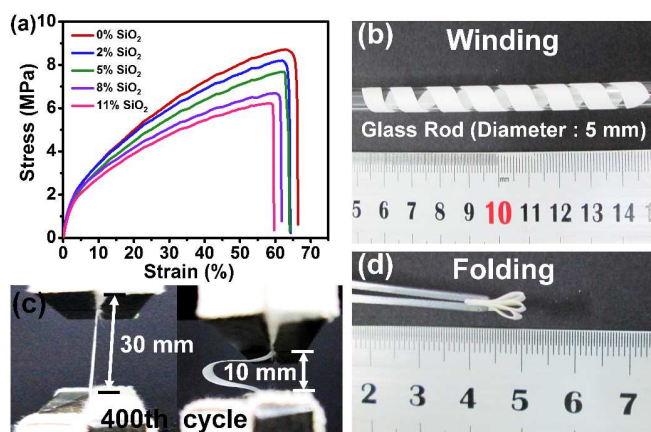 (a)
10
8
6
4
2
0
Stress (MPa)
0% SiO₂
2% SiO₂
5% SiO₂
8% SiO₂
11% SiO₂
0 10 20 30 40 50 60 70
Strain (%)
(b)
Winding
Glass Rod (Diameter : 5 mm)
mm
5 6 7 8 9 10 11 12 13 14
(c)
30 mm
10 mm
400th cycle
(d)
Folding
2 3 4 5 6 7